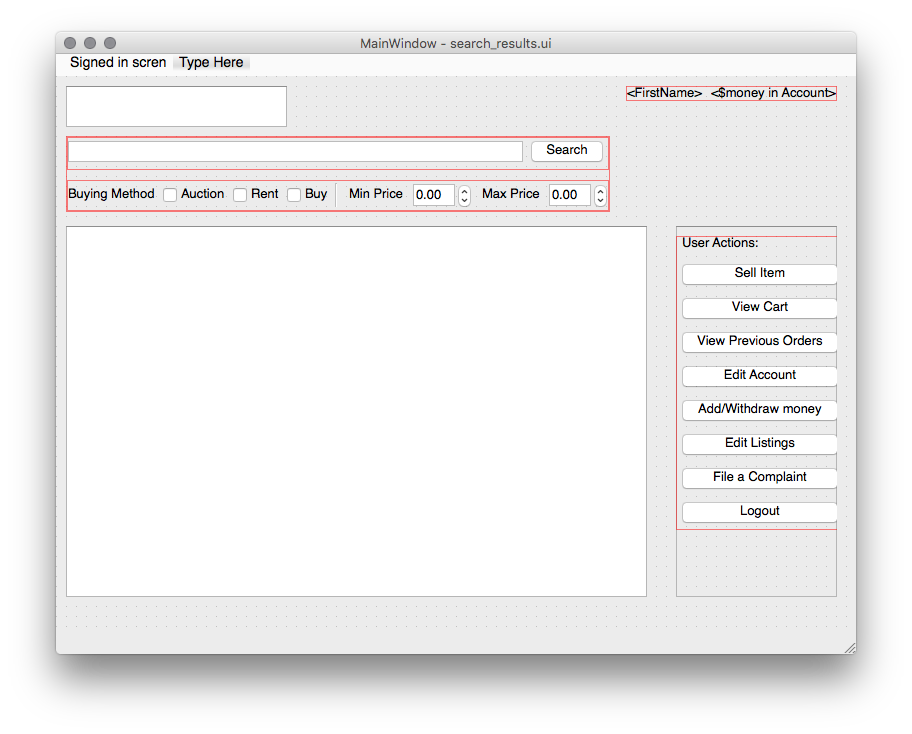 MainWindow - search_results.ui
Signed in scren Type Here
<FirstName> <$money in Account>
Search
Buying Method Auction Rent Buy Min Price 0.00 Max Price 0.00
User Actions:
Sell Item
View Cart
View Previous Orders
Edit Account
Add/Withdraw money
Edit Listings
File a Complaint
Logout